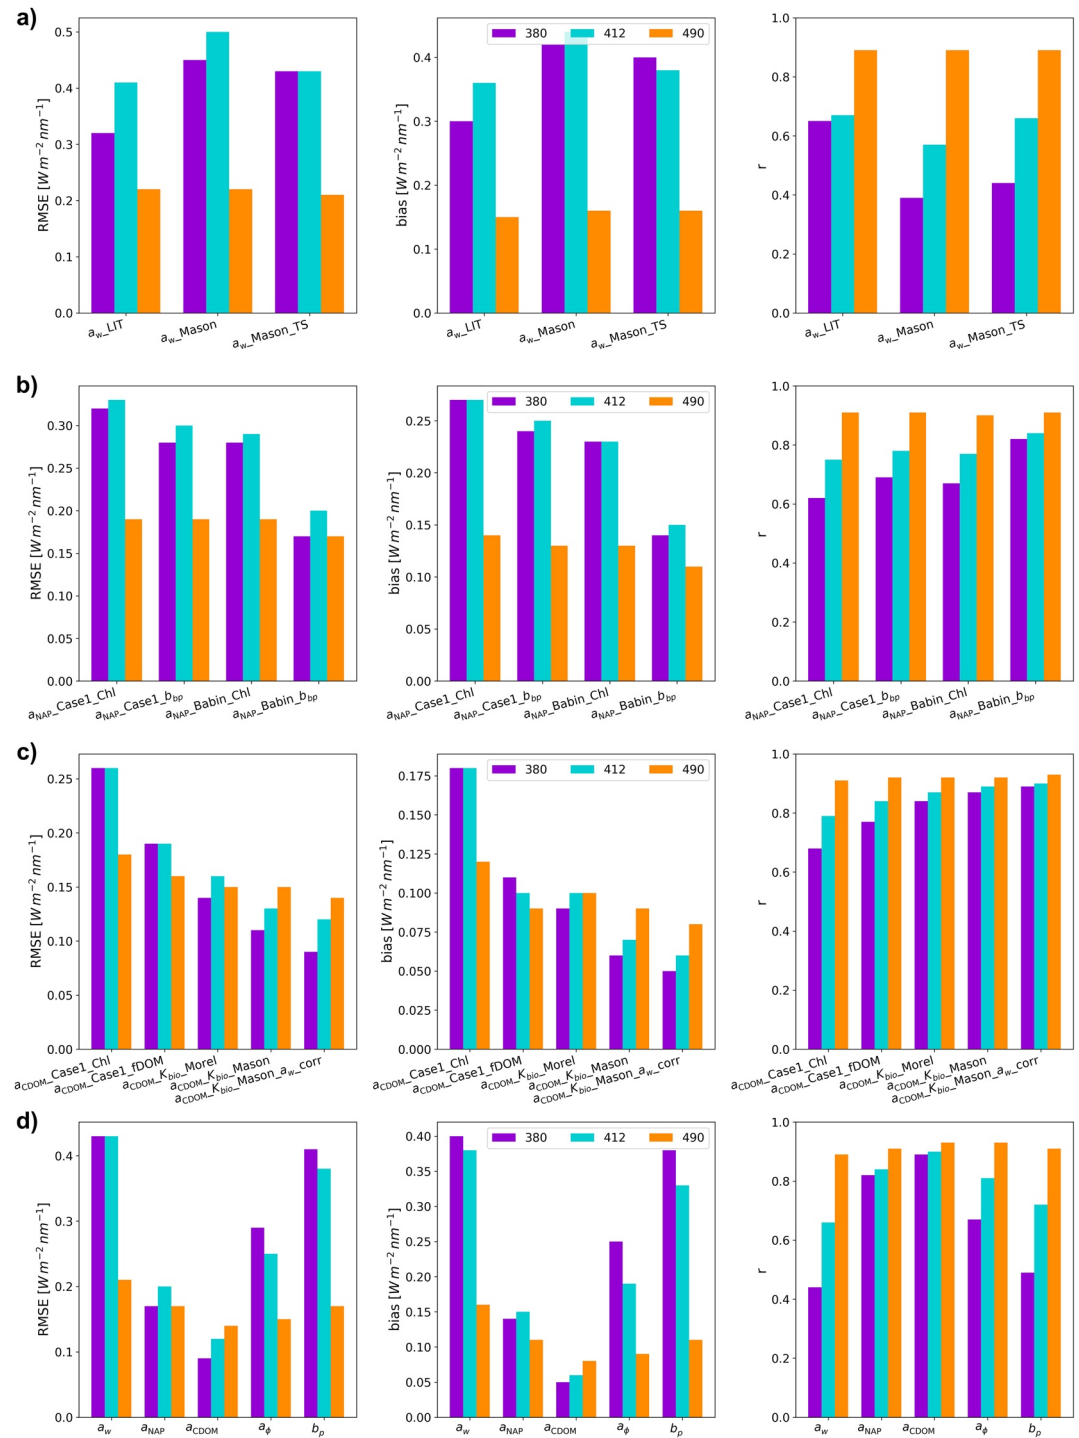 a)
RMSE [W m⁻² nm⁻¹]
0.5
0.4
0.3
0.2
0.1
0.0
a_w_LIT
a_w_Mason
a_w_Mason_TS
bias [W m⁻² nm⁻¹]
0.4
0.3
0.2
0.1
0.0
380 412 490
a_w_LIT
a_w_Mason
a_w_Mason_TS
r
1.0
0.8
0.6
0.4
0.2
0.0
a_w_LIT
a_w_Mason
a_w_Mason_TS
b)
RMSE [W m⁻² nm⁻¹]
0.30
0.25
0.20
0.15
0.10
0.05
0.00
a_NAP_Case1_Chl
a_NAP_Case1_b_bp
a_NAP_Babin_Chl
a_NAP_Babin_b_bp
bias [W m⁻² nm⁻¹]
0.25
0.20
0.15
0.10
0.05
0.00
380 412 490
a_NAP_Case1_Chl
a_NAP_Case1_b_bp
a_NAP_Babin_Chl
a_NAP_Babin_b_bp
r
1.0
0.8
0.6
0.4
0.2
0.0
a_NAP_Case1_Chl
a_NAP_Case1_b_bp
a_NAP_Babin_Chl
a_NAP_Babin_b_bp
c)
RMSE [W m⁻² nm⁻¹]
0.25
0.20
0.15
0.10
0.05
0.00
a_CDOM_Case1_Chl
a_CDOM_Case1_fDOM
a_CDOM_K_bio_Morel
a_CDOM_K_bio_Mason
a_CDOM_K_bio_Mason_a_w_corr
bias [W m⁻² nm⁻¹]
0.175
0.150
0.125
0.100
0.075
0.050
0.025
0.000
380 412 490
a_CDOM_Case1_Chl
a_CDOM_Case1_fDOM
a_CDOM_K_bio_Morel
a_CDOM_K_bio_Mason
a_CDOM_K_bio_Mason_a_w_corr
r
1.0
0.8
0.6
0.4
0.2
0.0
a_CDOM_Case1_Chl
a_CDOM_Case1_fDOM
a_CDOM_K_bio_Morel
a_CDOM_K_bio_Mason
a_CDOM_K_bio_Mason_a_w_corr
d)
RMSE [W m⁻² nm⁻¹]
0.4
0.3
0.2
0.1
0.0
a_w a_NAP a_CDOM a_ϕ b_p
bias [W m⁻² nm⁻¹]
0.40
0.35
0.30
0.25
0.20
0.15
0.10
0.05
0.00
380 412 490
a_w a_NAP a_CDOM a_ϕ b_p
r
1.0
0.8
0.6
0.4
0.2
0.0
a_w a_NAP a_CDOM a_ϕ b_p